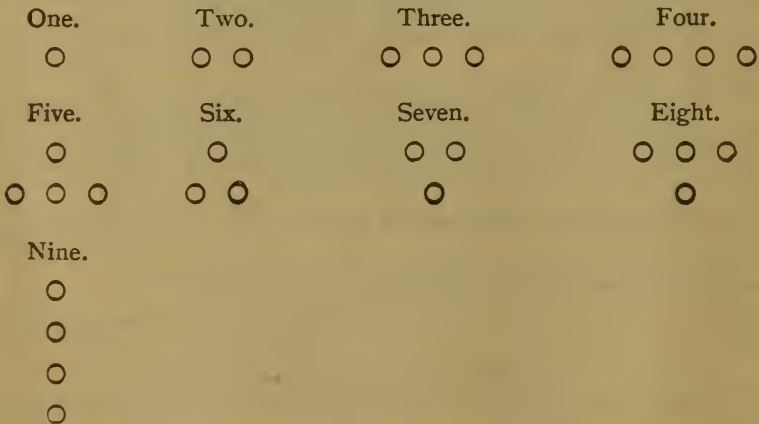 One. Two. Three. Four.
Five. Six. Seven. Eight.
Nine.